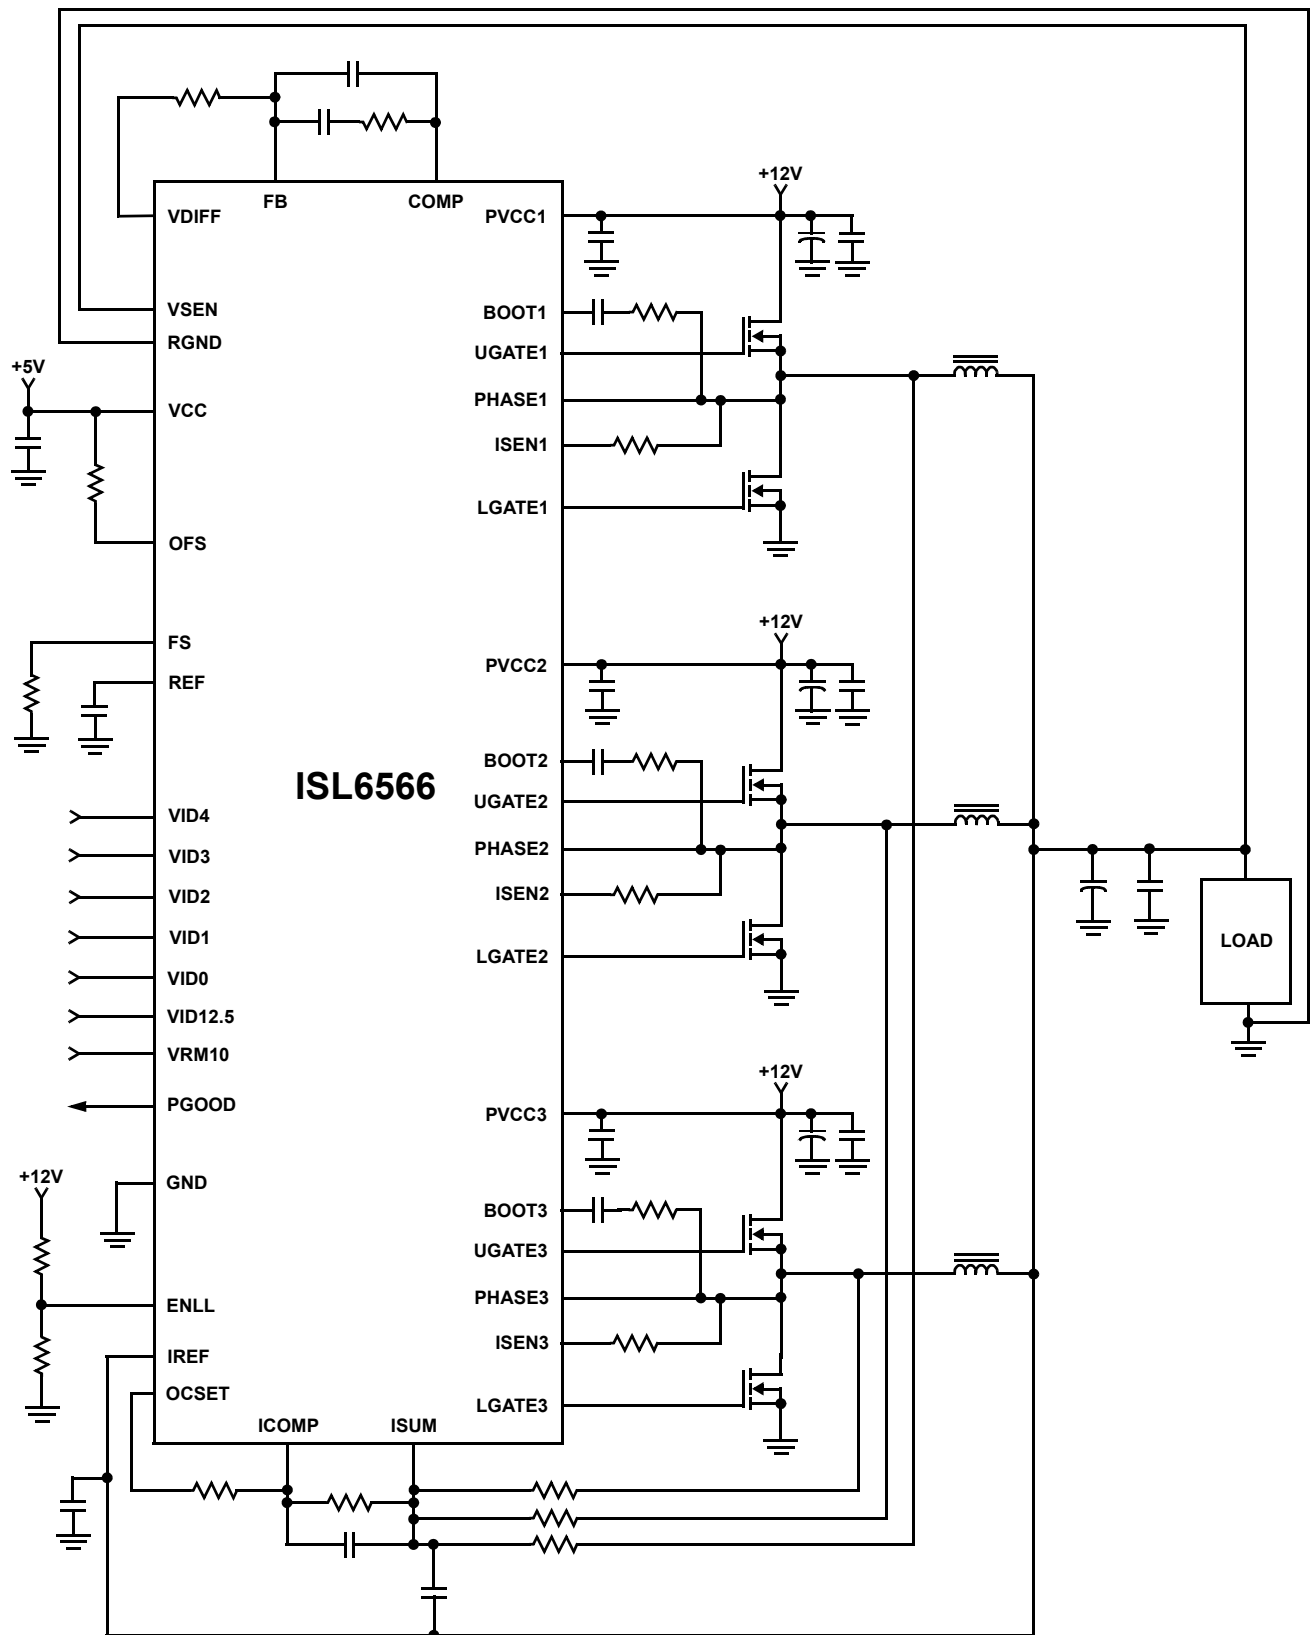 FB
COMP
VDIFF
VSEN
RGND
+5V
VCC
OFS
FS
REF
ISL6566
VID4
VID3
VID2
VID1
VID0
VID12.5
VRM10
PGOOD
+12V
GND
ENLL
IREF
OCSET
ICOMP
ISUM
+12V
PVCC1
BOOT1
UGATE1
PHASE1
ISEN1
LGATE1
+12V
PVCC2
BOOT2
UGATE2
PHASE2
ISEN2
LGATE2
+12V
PVCC3
BOOT3
UGATE3
PHASE3
ISEN3
LGATE3
LOAD